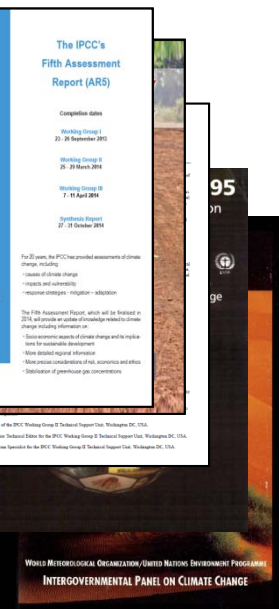 The IPCC's
Fifth Assessment
Report (AR5)
Completion dates
Working Group I
23 - 26 September 2013
Working Group II
25 - 29 March 2014
Working Group III
7 - 11 April 2014
Synthesis Report
27 - 31 October 2014
For 20 years, the IPCC has provided assessments of climate
change, including:
- causes of climate change
- impacts and vulnerability
- response strategies - mitigation – adaptation
The Fifth Assessment Report, which will be finalised in
2014, will provide an update of knowledge related to climate
change including information on:
- Socio-economic aspects of climate change and its implica-
tions for sustainable development
- More detailed regional information
- More precise considerations of risk, economics and ethics
- Stabilisation of greenhouse gas concentrations
95
on
ge
of the IPCC Working Group II Technical Support Unit, Washington DC, USA.
Technical Editor for the IPCC Working Group II Technical Support Unit, Washington DC, USA.
Specialist for the IPCC Working Group II Technical Support Unit, Washington DC, USA.
WORLD METEOROLOGICAL ORGANIZATION/UNITED NATIONS ENVIRONMENT PROGRAMME
INTERGOVERNMENTAL PANEL ON CLIMATE CHANGE